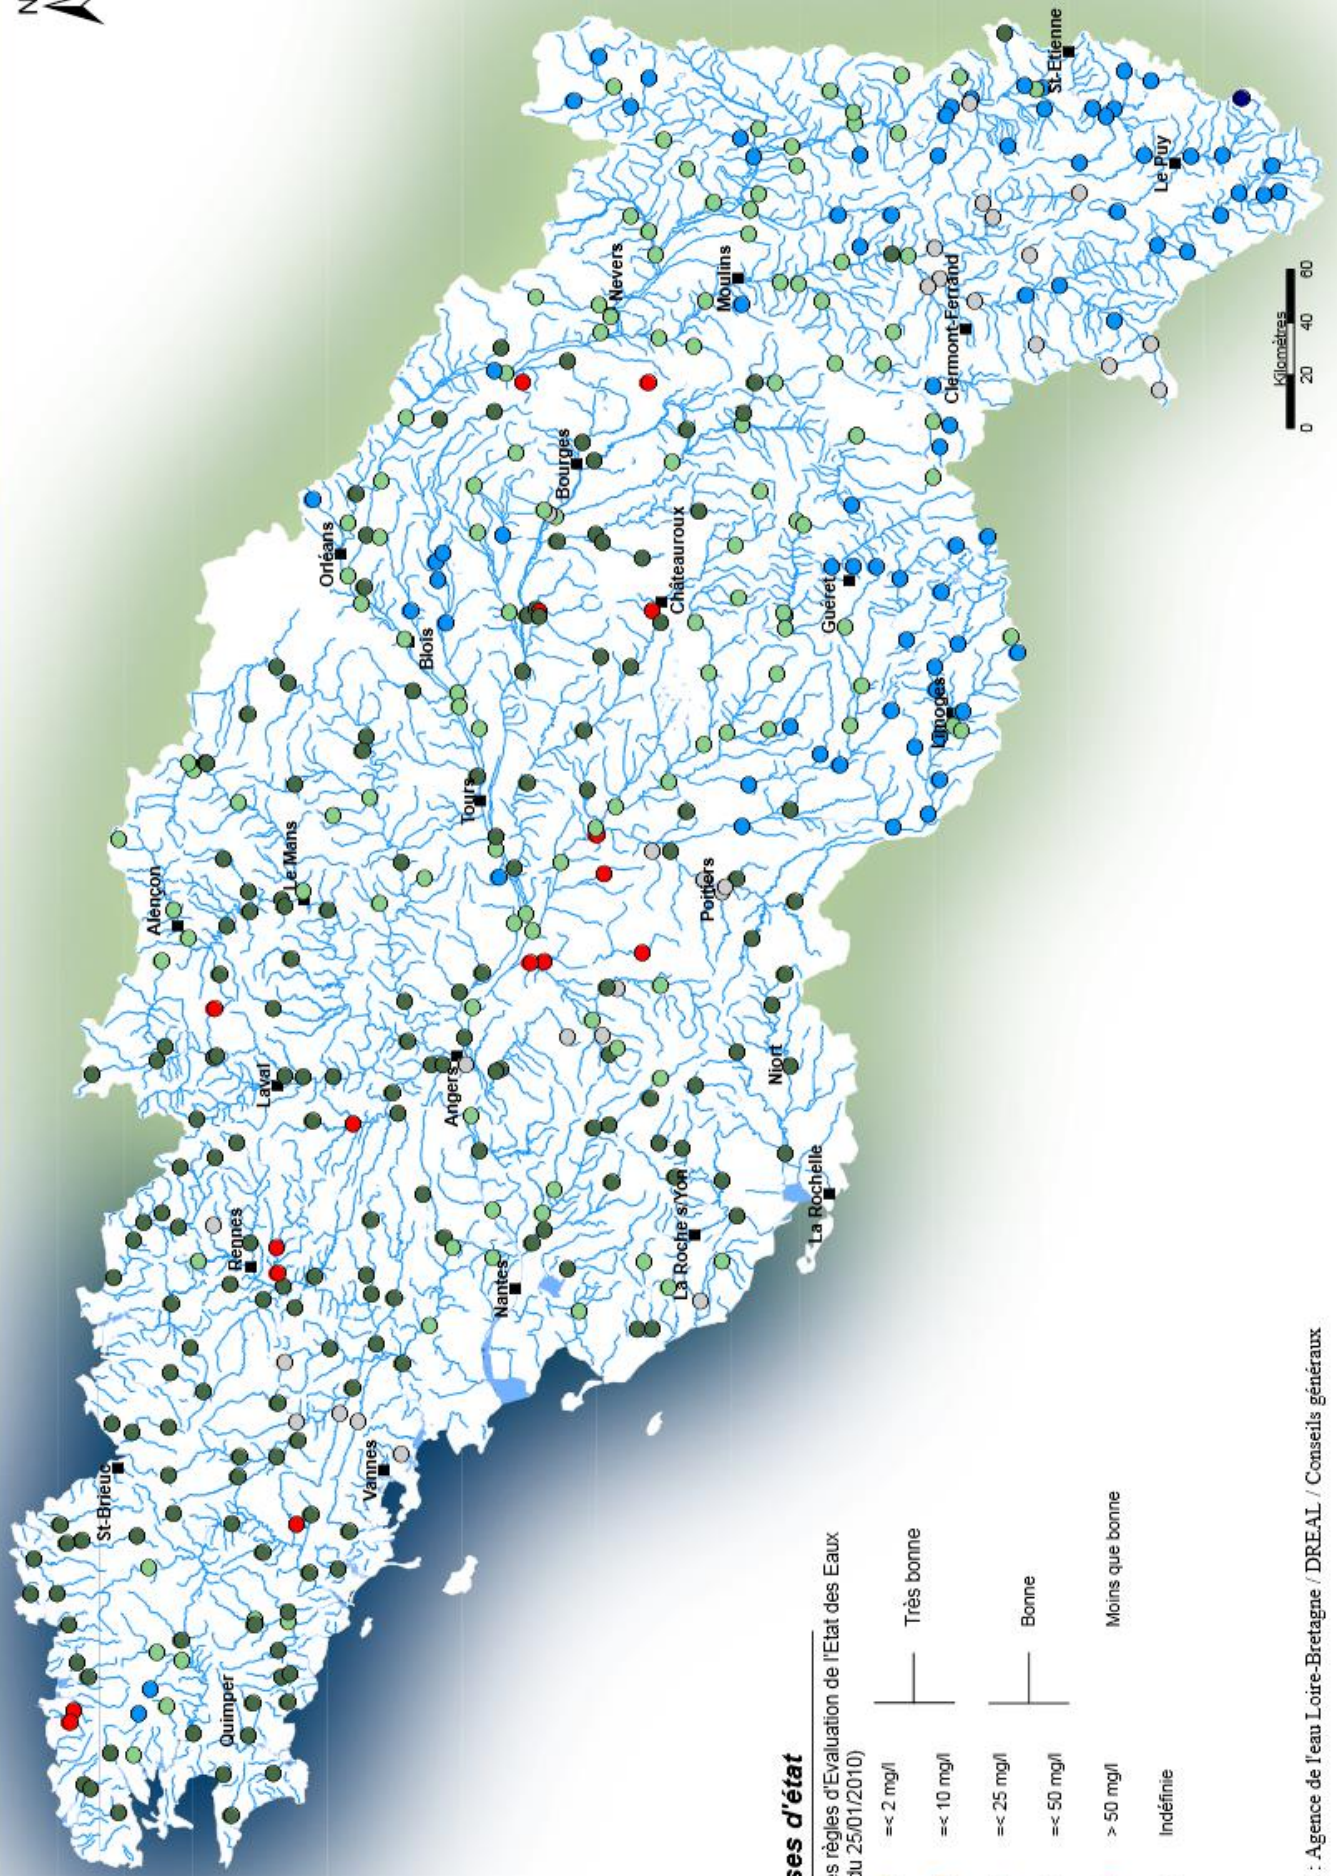 N
St-Brieuc
Quimper
Rennes
Vannes
Laval
Alençon
Le Mans
Orléans
Angers
Nantes
Tours
Blois
Bourges
Nevers
La Roche s/Yon
Niort
Poitiers
Châteauroux
Moulins
La Rochelle
Guéret
Limoges
Clermont-Ferrand
St-Etienne
Le Puy
Kilomètres
0 20 40 60
ses d'état
es règles d'Evaluation de l'Etat des Eaux
du 25/01/2010)
=< 2 mg/l
=< 10 mg/l
Très bonne
=< 25 mg/l
=< 50 mg/l
Bonne
> 50 mg/l
Moins que bonne
Indéfinie
: Agence de l'eau Loire-Bretagne / DREAL / Conseils généraux